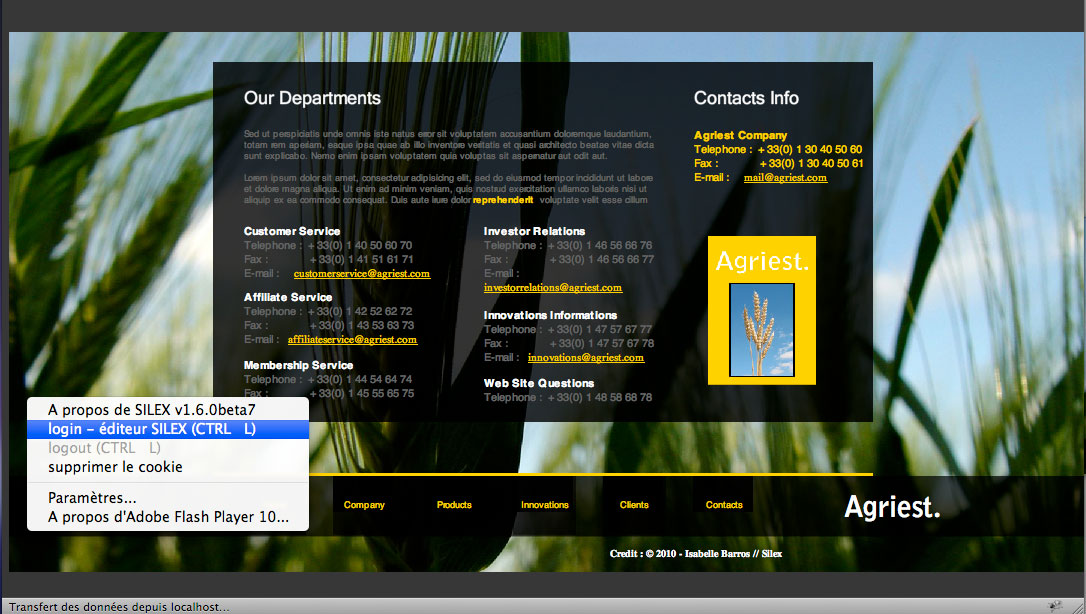 Our Departments
Sed ut perspiciatis unde omnis iste natus error sit voluptatem accusantium doloremque laudantium,
totam rem aperiam, eaque ipsa quae ab illo inventore veritatis et quasi architecto beatae vitae dicta
sunt explicabo. Nemo enim ipsam voluptatem quia voluptas sit aspernatur aut odit aut.
Lorem ipsum dolor sit amet, consectetur adipisicing elit, sed do eiusmod tempor incididunt ut labore
et dolore magna aliqua. Ut enim ad minim veniam, quis nostrud exercitation ullamco laboris nisi ut
aliquip ex ea commodo consequat. Duis aute irure dolor reprehenderit voluptate velit esse cillum
Customer Service
Telephone : + 33(0) 1 40 50 60 70
Fax : + 33(0) 1 41 51 61 71
E-mail : customerservice@agriest.com
Affiliate Service
Telephone : + 33(0) 1 42 52 62 72
Fax : + 33(0) 1 43 53 63 73
E-mail : affiliateservice@agriest.com
Membership Service
Telephone : + 33(0) 1 44 54 64 74
Fax : + 33(0) 1 45 55 65 75
Investor Relations
Telephone : + 33(0) 1 46 56 66 76
Fax : + 33(0) 1 46 56 66 77
E-mail :
investorrelations@agriest.com
Innovations Informations
Telephone : + 33(0) 1 47 57 67 77
Fax : + 33(0) 1 47 57 67 78
E-mail : innovations@agriest.com
Web Site Questions
Telephone : + 33(0) 1 48 58 68 78
Contacts Info
Agriest Company
Telephone : + 33(0) 1 30 40 50 60
Fax : + 33(0) 1 30 40 50 61
E-mail : mail@agriest.com
Agriest.
A propos de SILEX v1.6.0beta7
login – éditeur SILEX (CTRL L)
logout (CTRL L)
supprimer le cookie
Paramètres...
A propos d'Adobe Flash Player 10...
Company
Products
Innovations
Clients
Contacts
Agriest.
Credit : © 2010 - Isabelle Barros // Silex
Transfert des données depuis localhost...